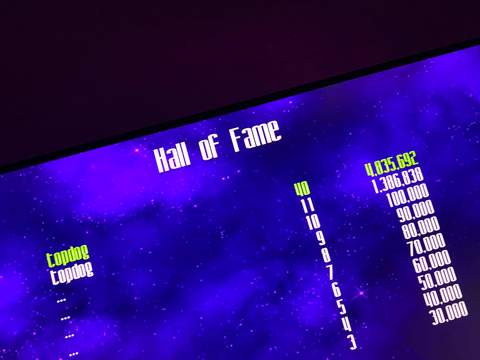 Hall of Fame
topdog 40 4,835,692
topdog 11 1,386,838
... 10 100,000
... 9 90,000
... 8 80,000
... 7 70,000
6 60,000
5 50,000
4 40,000
3 30,000